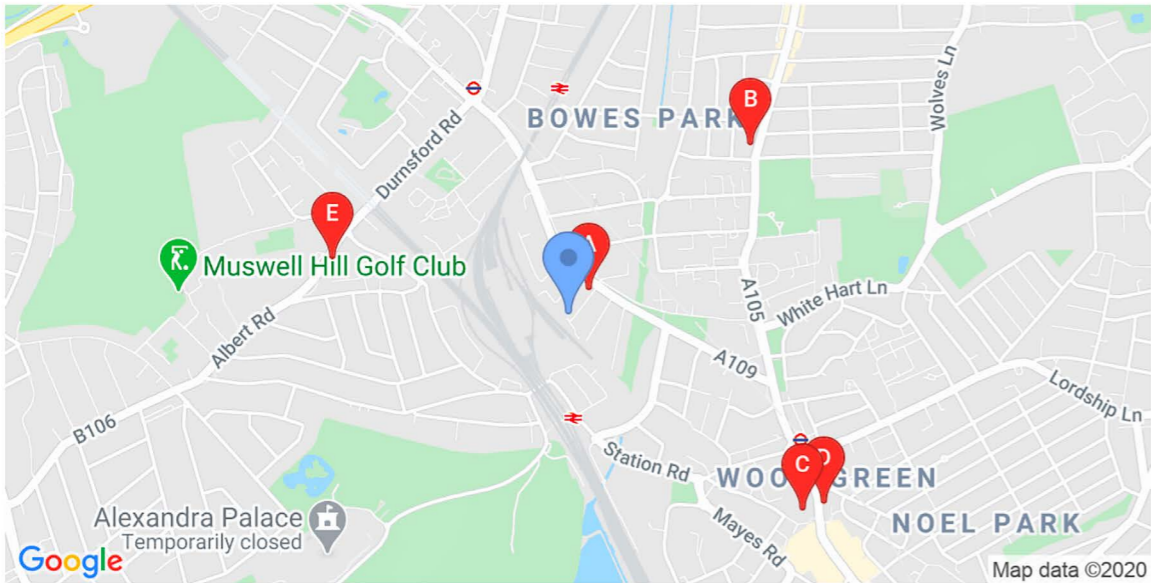 Wolves Ln
B
BOWES PARK
Durnsford Rd
E
A
Muswell Hill Golf Club
A105
White Hart Ln
Albert Rd
A109
Lordship Ln
B106
Station Rd
C
D
WOOD GREEN
Mayes Rd
NOEL PARK
Alexandra Palace
Temporarily closed
Google
Map data ©2020